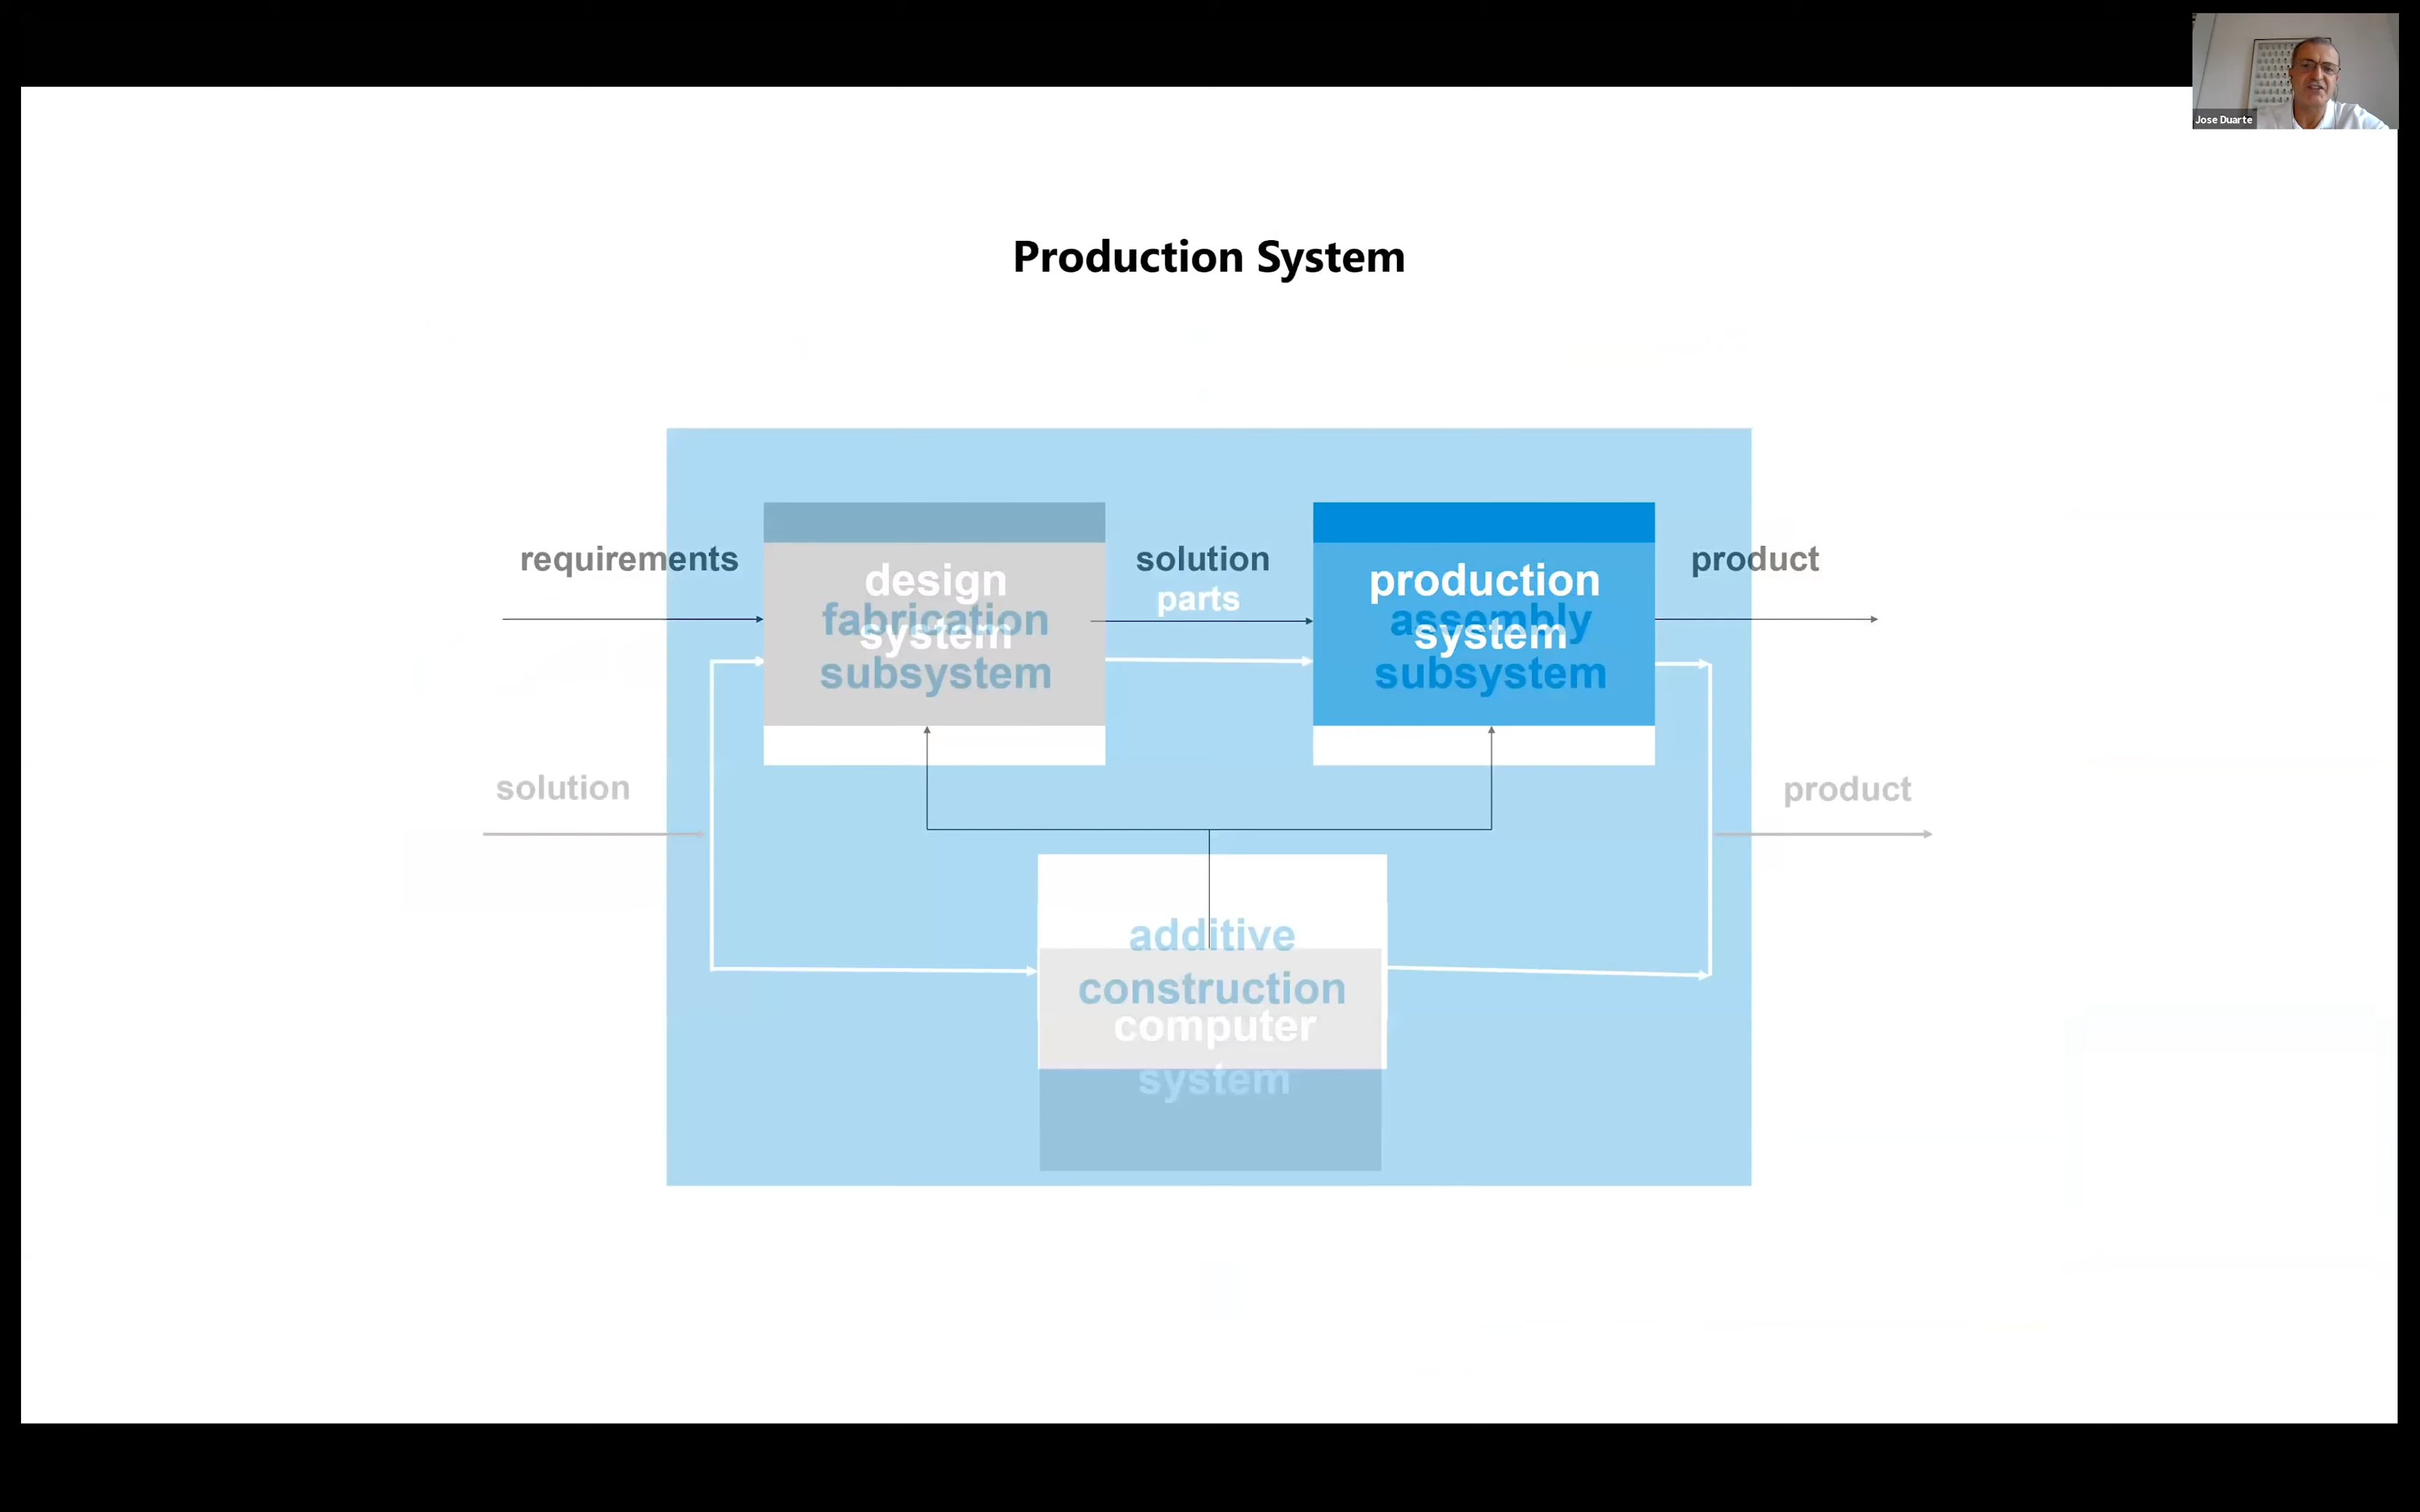 Jose Duarte
Production System
requirements
solution
product
parts
design
system
fabrication
subsystem
production
system
assembly
subsystem
solution
product
additive
construction
computer
system